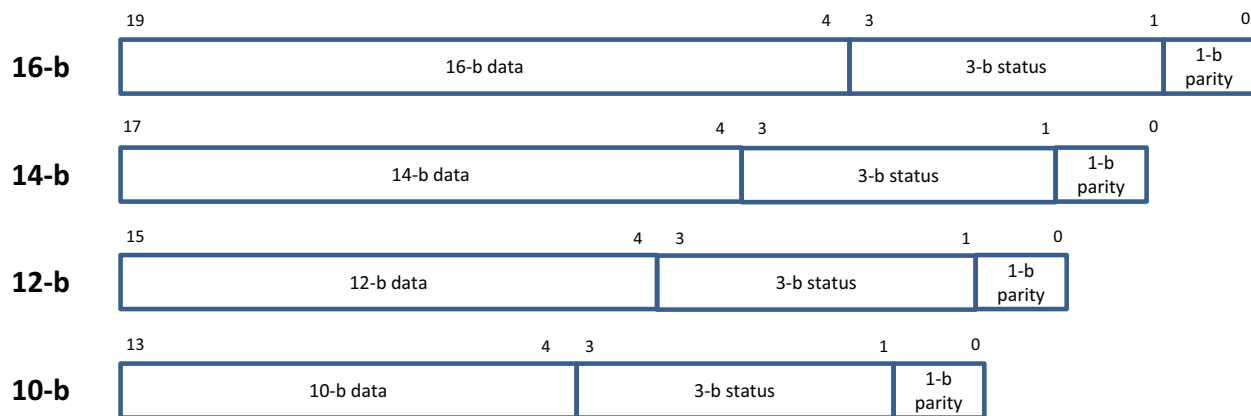 19 4 3 1 0
16-b 16-b data 3-b status 1-b
parity
17 4 3 1 0
14-b 14-b data 3-b status 1-b
parity
15 4 3 1 0
12-b 12-b data 3-b status 1-b
parity
13 4 3 1 0
10-b 10-b data 3-b status 1-b
parity